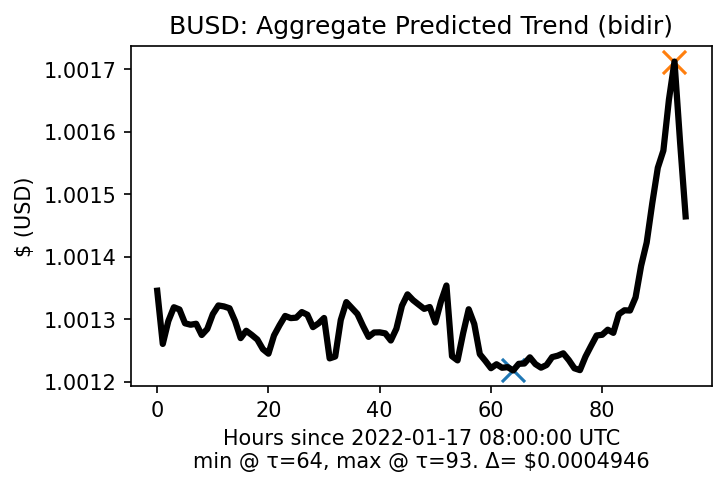 BUSD: Aggregate Predicted Trend (bidir)
1.0017
1.0016
1.0015
1.0014
1.0013
1.0012
$ (USD)
0 20 40 60 80
Hours since 2022-01-17 08:00:00 UTC
min @ τ=64, max @ τ=93. Δ= $0.0004946